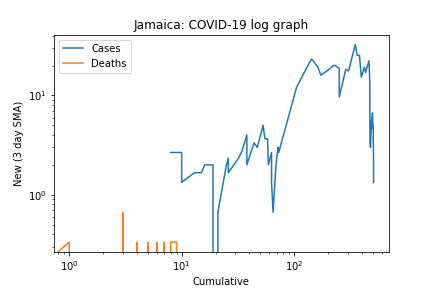 Jamaica: COVID-19 log graph
Cases
Deaths
New (3 day SMA)
10¹
10⁰
10⁰ 10¹ 10²
Cumulative